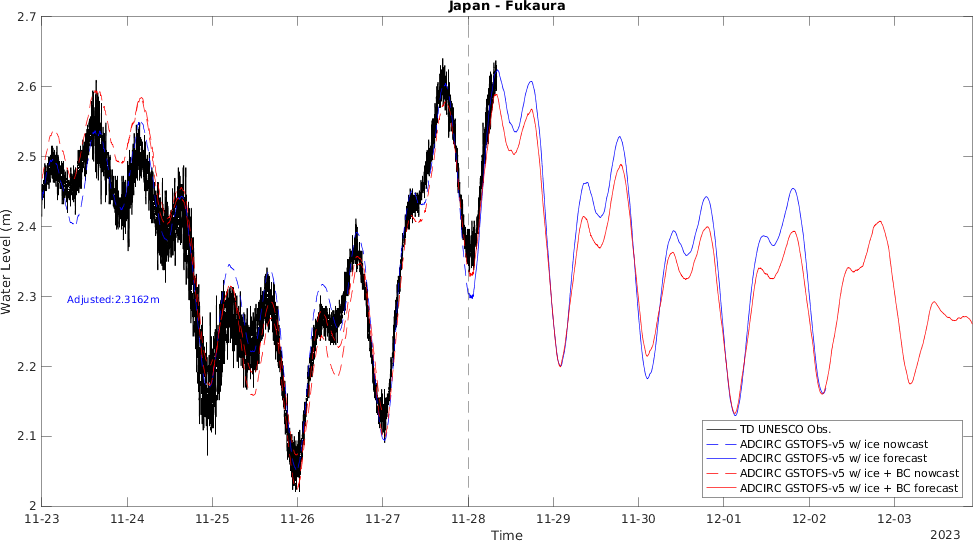 Japan - Fukaura
2.7
2.6
2.5
2.4
2.3
2.2
2.1
2
Water Level (m)
Adjusted:2.3162m
TD UNESCO Obs.
ADCIRC GSTOFS-v5 w/ ice nowcast
ADCIRC GSTOFS-v5 w/ ice forecast
ADCIRC GSTOFS-v5 w/ ice + BC nowcast
ADCIRC GSTOFS-v5 w/ ice + BC forecast
11-23 11-24 11-25 11-26 11-27 11-28 11-29 11-30 12-01 12-02 12-03
Time
2023